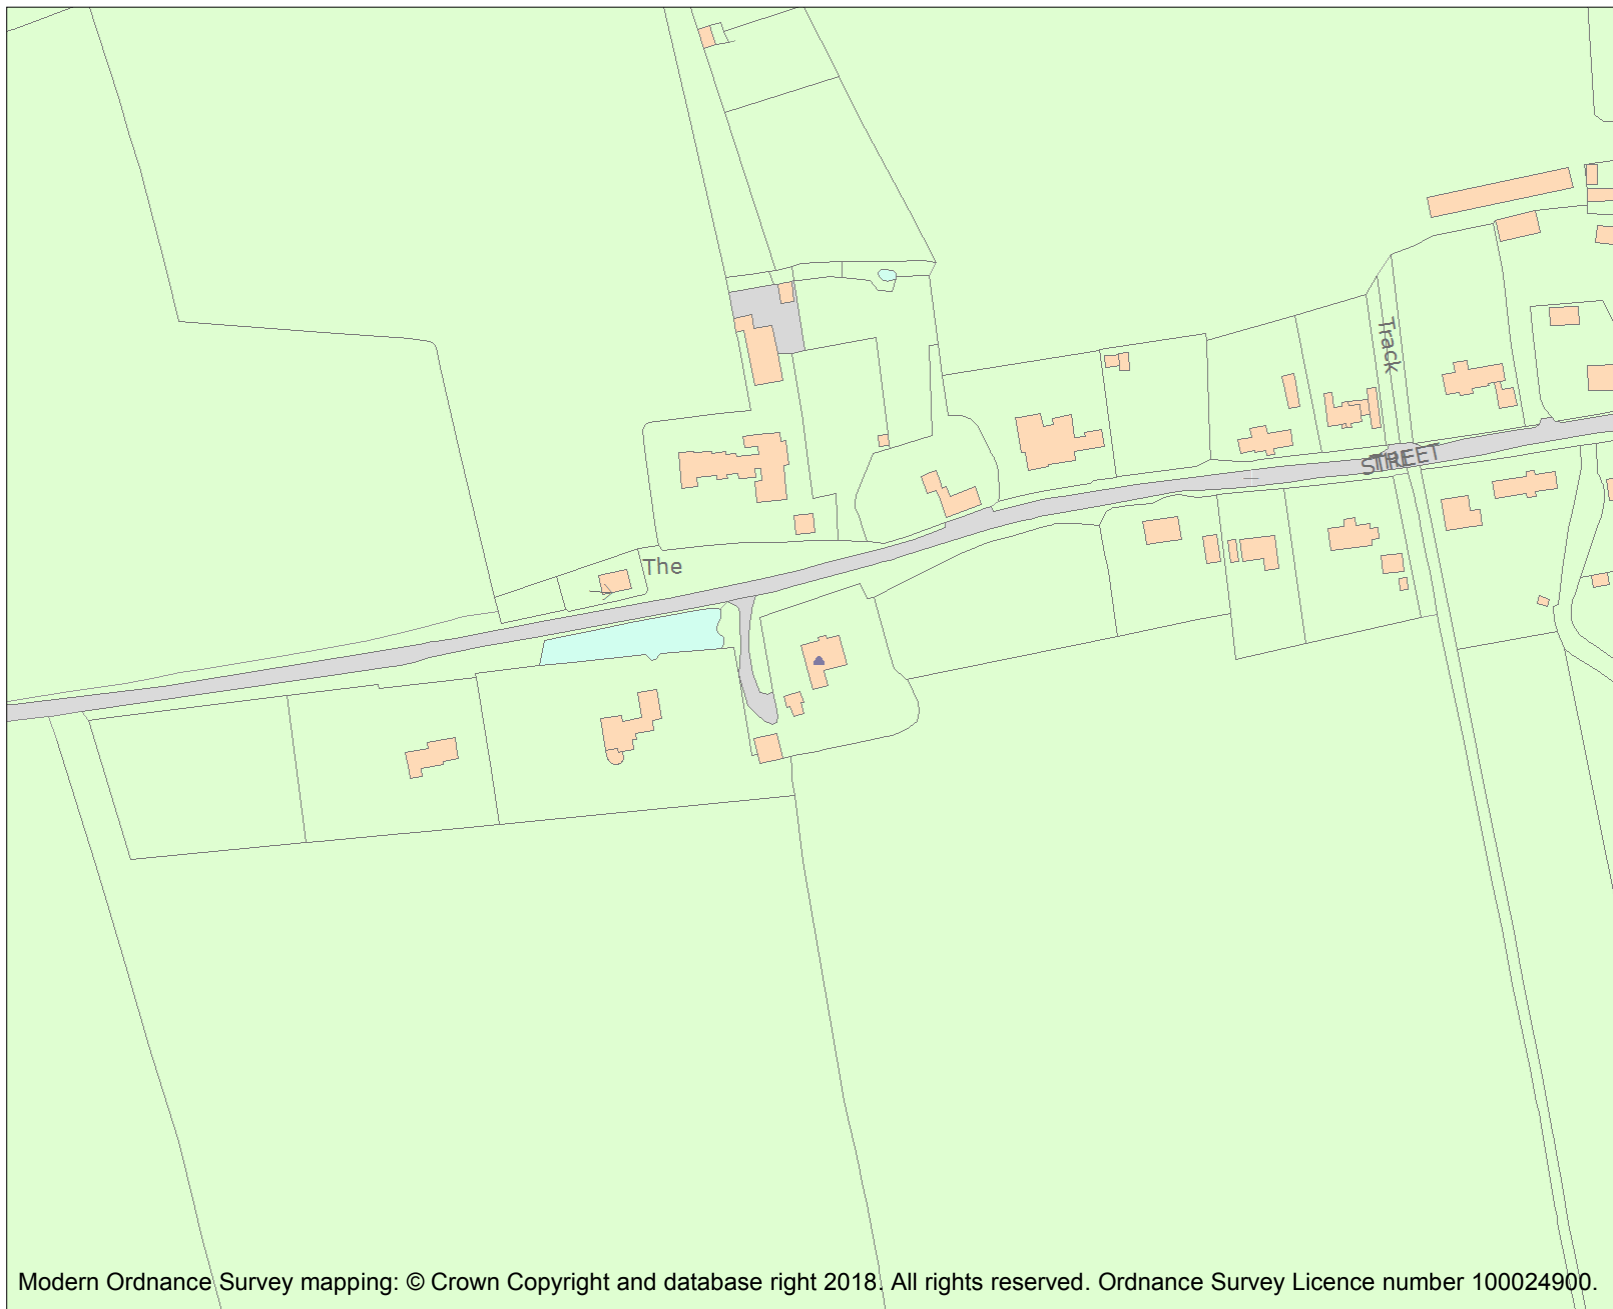 Track
THE
STREET
The
Modern Ordnance Survey mapping: © Crown Copyright and database right 2018. All rights reserved. Ordnance Survey Licence number 100024900.